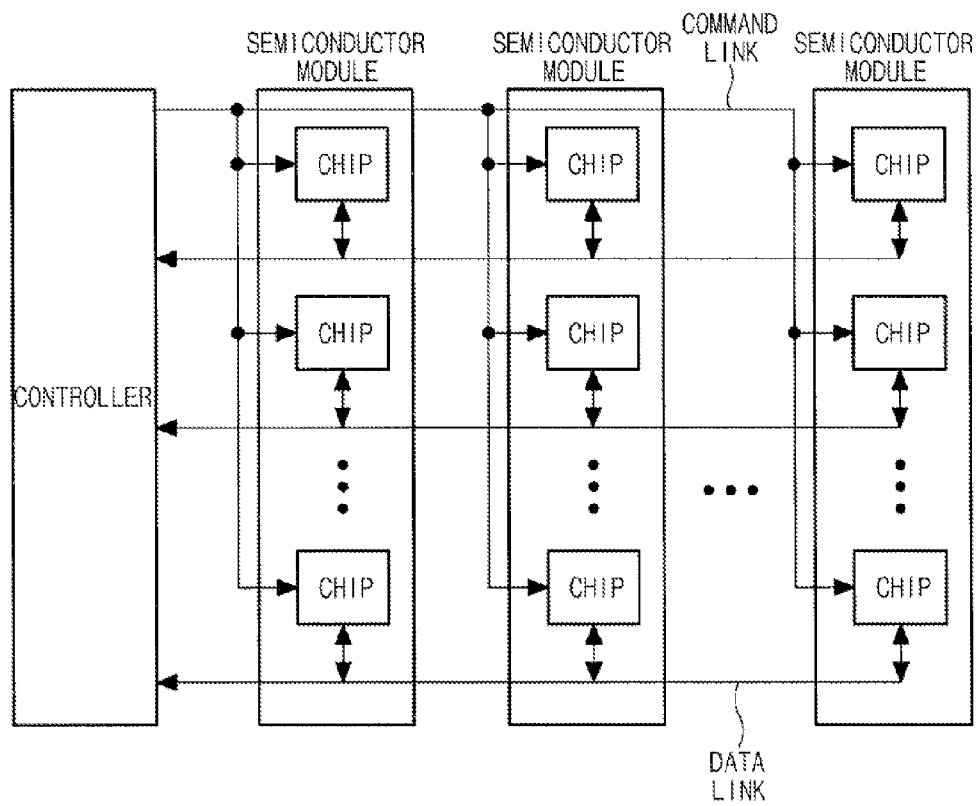 COMMAND
LINK
SEMICONDUCTOR
MODULE
SEMICONDUCTOR
MODULE
SEMICONDUCTOR
MODULE
CHIP
CHIP
CHIP
CHIP
CHIP
CHIP
CONTROLLER
CHIP
CHIP
CHIP
DATA
LINK